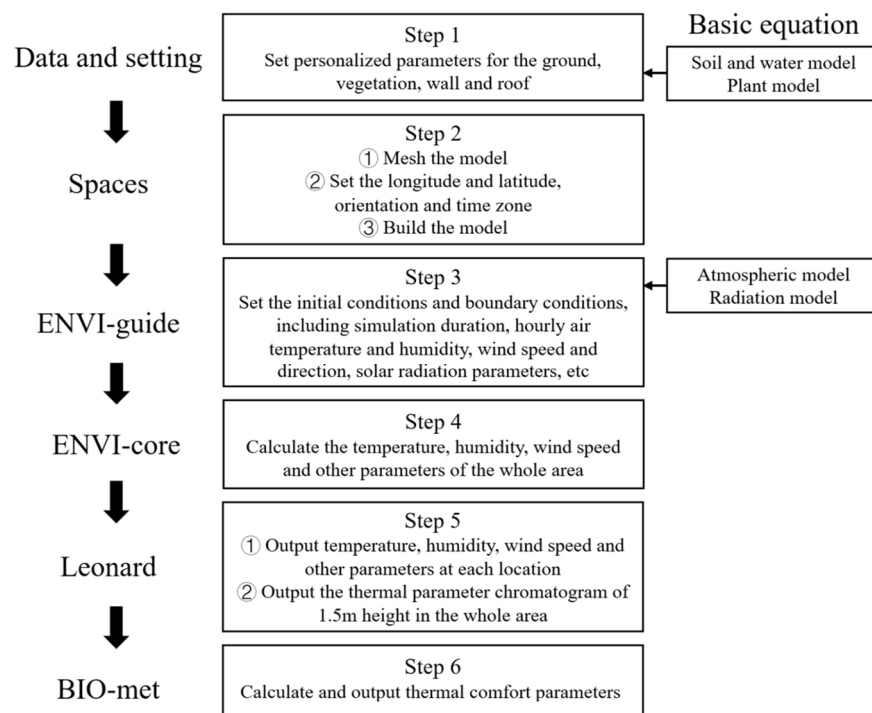 Data and setting
Step 1
Set personalized parameters for the ground,
vegetation, wall and roof
Basic equation
Soil and water model
Plant model
Spaces
Step 2
① Mesh the model
② Set the longitude and latitude,
orientation and time zone
③ Build the model
ENVI-guide
Step 3
Set the initial conditions and boundary conditions,
including simulation duration, hourly air
temperature and humidity, wind speed and
direction, solar radiation parameters, etc
Atmospheric model
Radiation model
ENVI-core
Step 4
Calculate the temperature, humidity, wind speed
and other parameters of the whole area
Leonard
Step 5
① Output temperature, humidity, wind speed and
other parameters at each location
② Output the thermal parameter chromatogram of
1.5m height in the whole area
BIO-met
Step 6
Calculate and output thermal comfort parameters